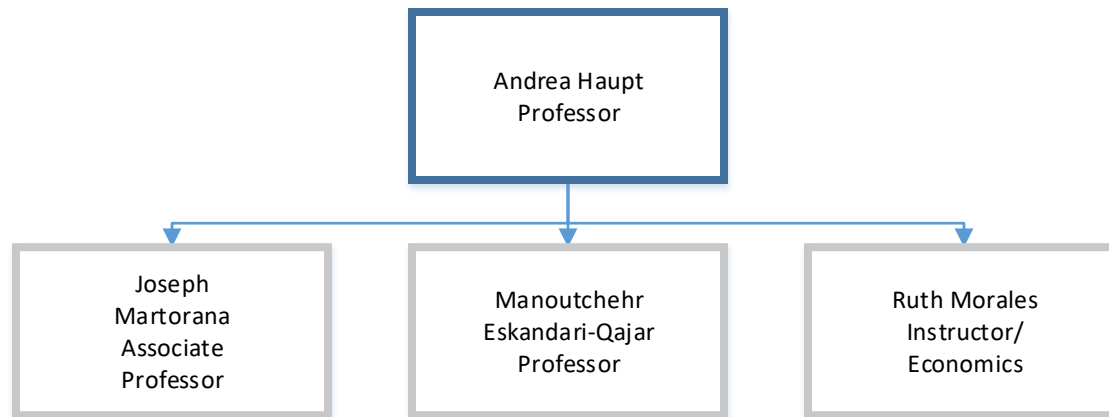 Andrea Haupt
Professor
Joseph
Martorana
Associate
Professor
Manoutchehr
Eskandari-Qajar
Professor
Ruth Morales
Instructor/
Economics